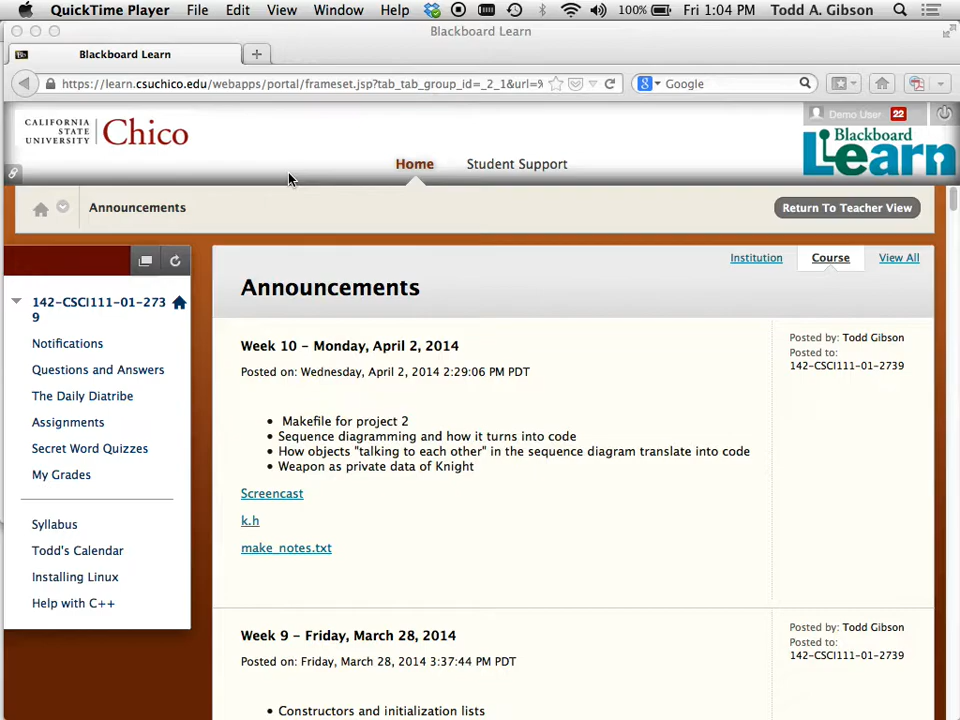 QuickTime Player File Edit View Window Help 100% Fri 1:04 PM Todd A. Gibson
Blackboard Learn
Blackboard Learn
https://learn.csuchico.edu/webapps/portal/frameset.jsp?tab_tab_group_id=_2_1&url=% Google
CALIFORNIA STATE UNIVERSITY Chico
Demo User 22
Blackboard Learn
Home Student Support
Announcements Return To Teacher View
Institution Course View All
Announcements
142-CSCI111-01-273
9
Notifications
Questions and Answers
The Daily Diatribe
Assignments
Secret Word Quizzes
My Grades
Syllabus
Todd's Calendar
Installing Linux
Help with C++
Week 10 – Monday, April 2, 2014
Posted on: Wednesday, April 2, 2014 2:29:06 PM PDT
Makefile for project 2
Sequence diagramming and how it turns into code
How objects "talking to each other" in the sequence diagram translate into code
Weapon as private data of Knight
Screencast
k.h
make_notes.txt
Posted by: Todd Gibson
Posted to:
142-CSCI111-01-2739
Week 9 – Friday, March 28, 2014
Posted on: Friday, March 28, 2014 3:37:44 PM PDT
Constructors and initialization lists
Posted by: Todd Gibson
Posted to:
142-CSCI111-01-2739